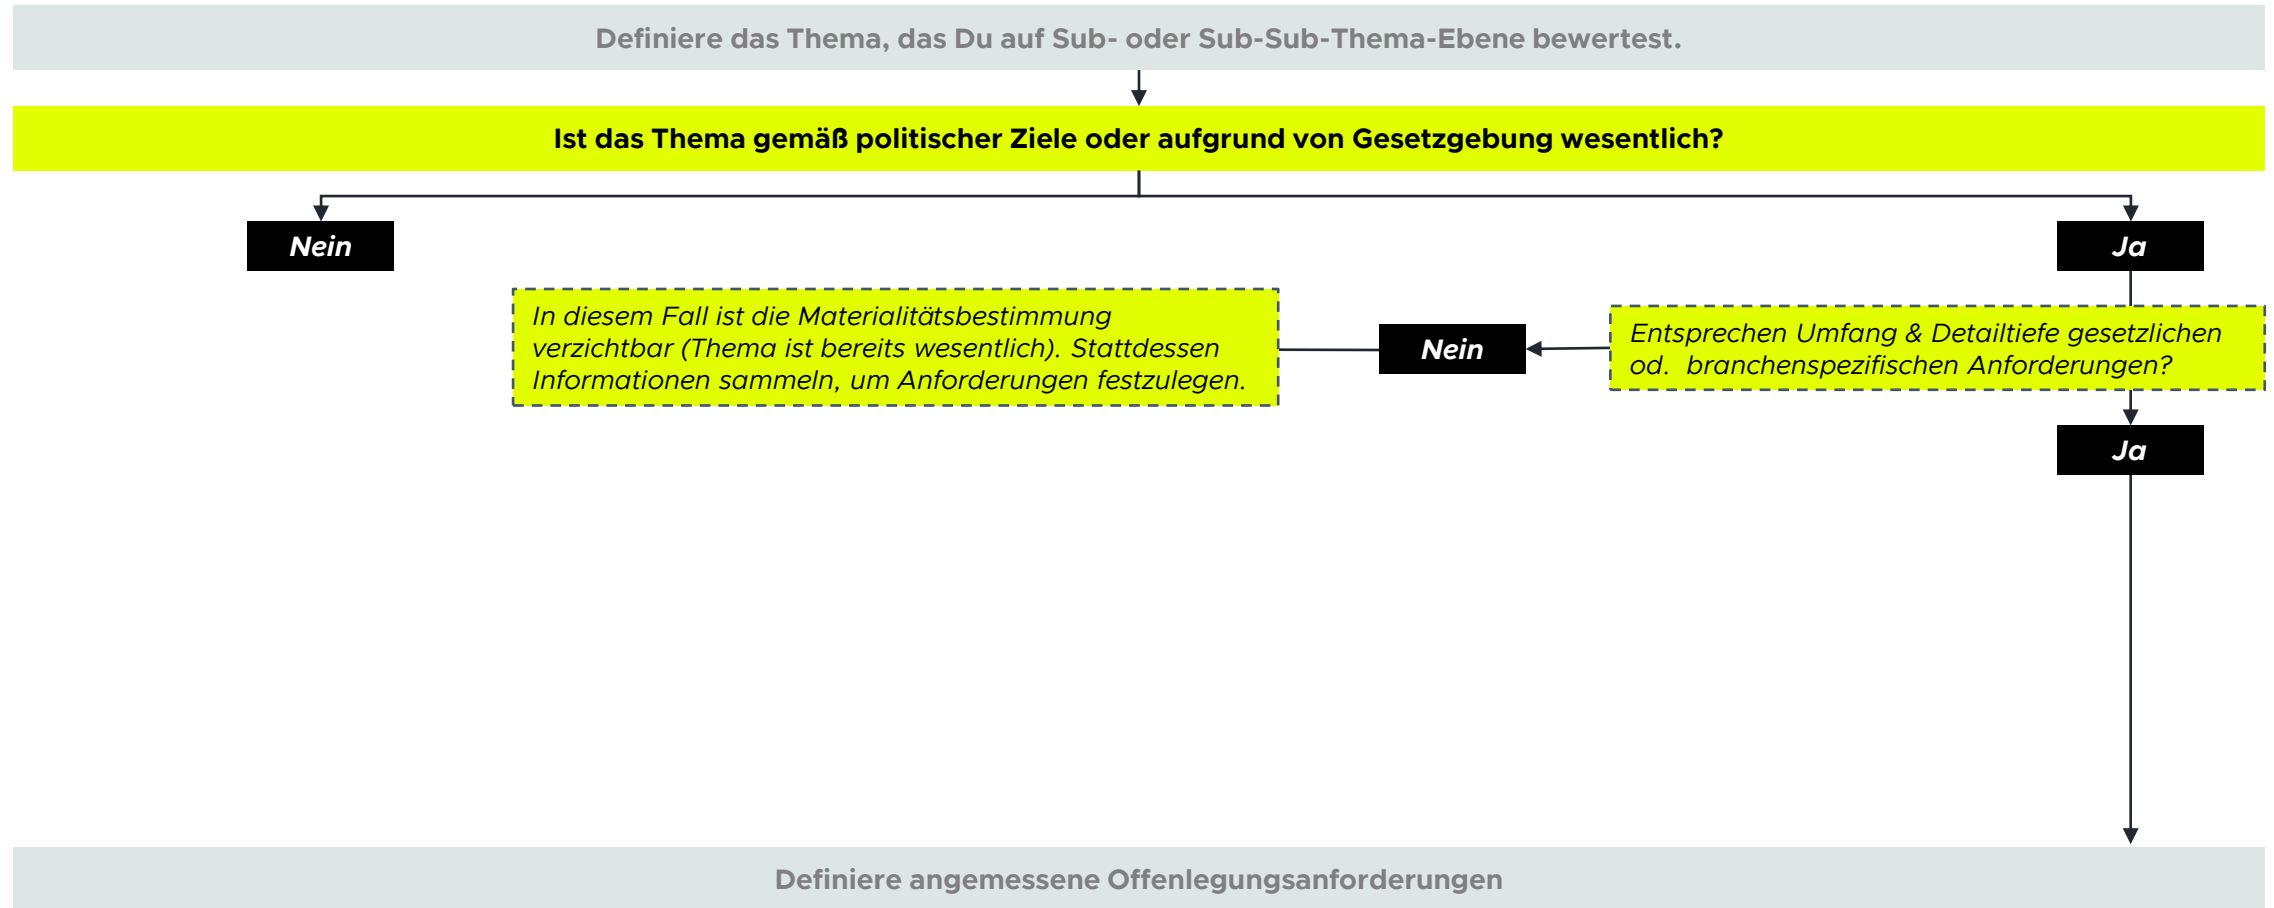 Definiere das Thema, das Du auf Sub- oder Sub-Sub-Thema-Ebene bewertest.
Ist das Thema gemäß politischer Ziele oder aufgrund von Gesetzgebung wesentlich?
Nein
Ja
In diesem Fall ist die Materialitätsbestimmung
verzichtbar (Thema ist bereits wesentlich). Stattdessen
Informationen sammeln, um Anforderungen festzulegen.
Nein
Entsprechen Umfang & Detailtiefe gesetzlichen
od.  branchenspezifischen Anforderungen?
Ja
Definiere angemessene Offenlegungsanforderungen